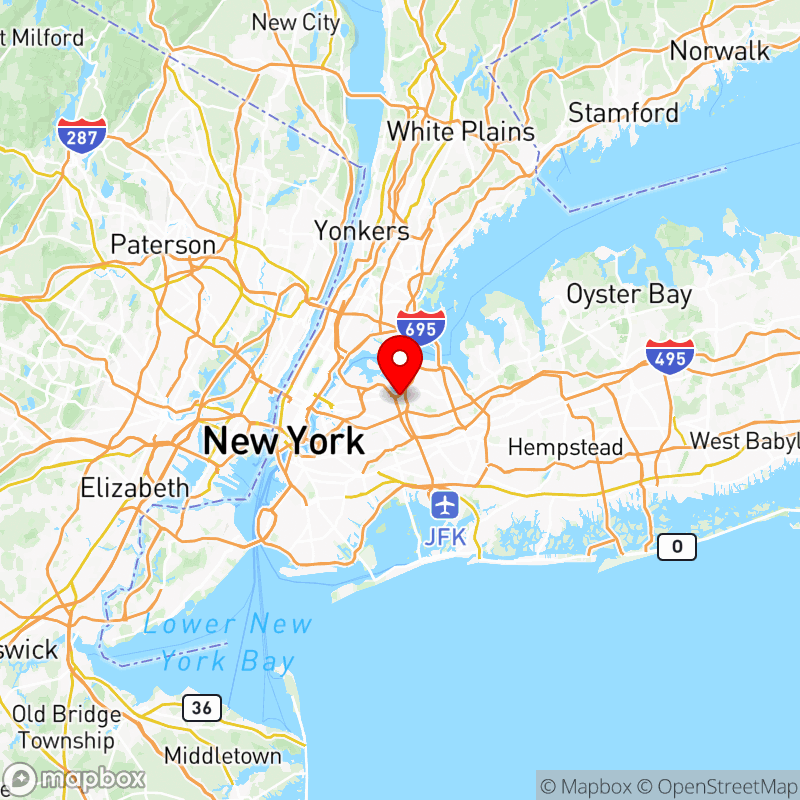 New City
t Milford
Norwalk
Stamford
287
White Plains
Yonkers
Paterson
Oyster Bay
695
495
New York
Hempstead
West Babyl
Elizabeth
JFK
0
Lower New
York Bay
swick
36
Old Bridge
Township
Middletown
e
mapbox
© Mapbox © OpenStreetMap